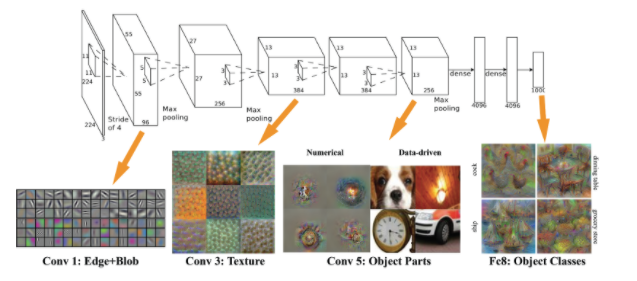 11
11
224
224
Stride
of 4
55
55
5
5
96
Max
pooling
27
27
3
3
256
Max
pooling
13
13
3
3
384
13
13
3
3
384
13
13
256
Max
pooling
dense
4096
dense
4096
1000
Numerical
Data-driven
cock
ship
dinning table
grocery store
Conv 1: Edge+Blob
Conv 3: Texture
Conv 5: Object Parts
Fc8: Object Classes